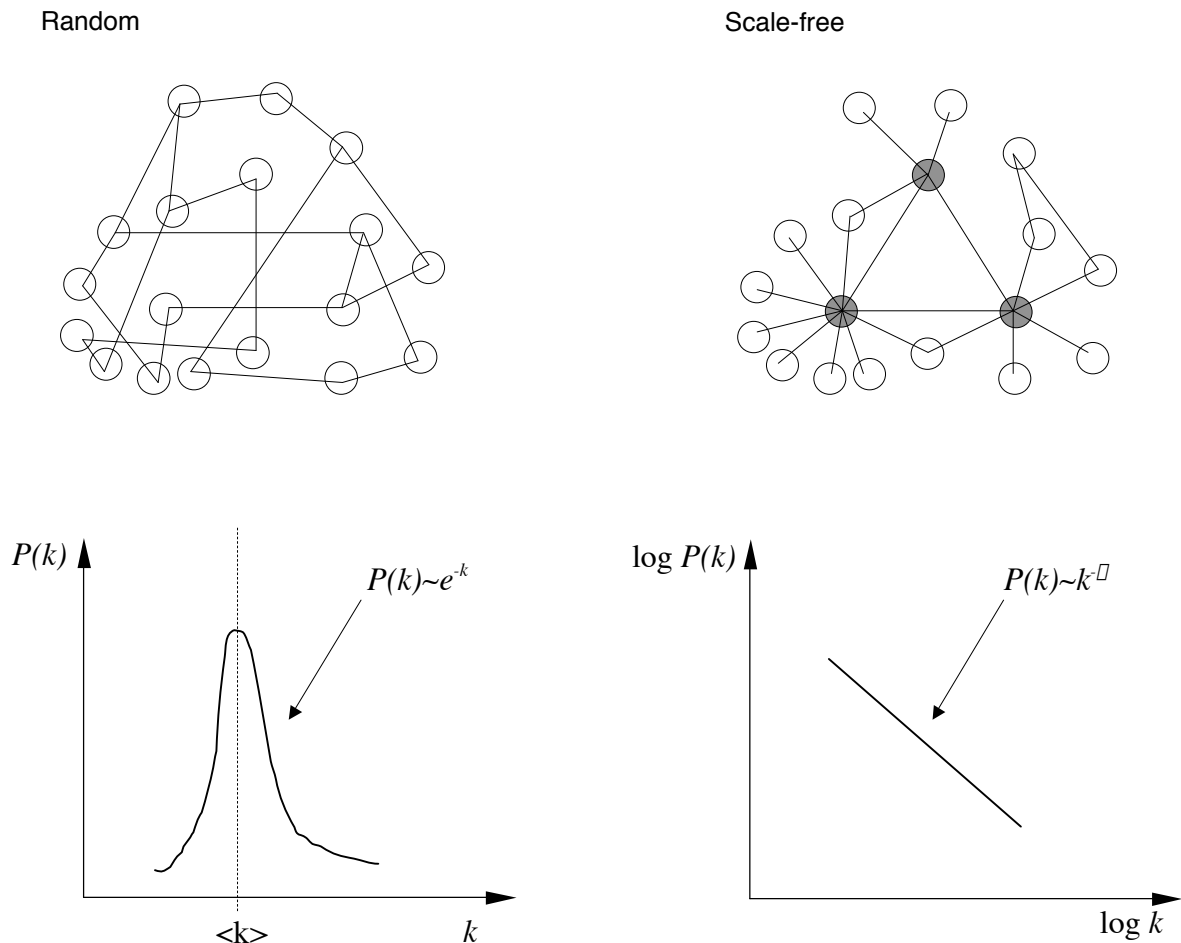 Random
Scale-free
P(k)
P(k)~e^-k
<k>
k
log P(k)
P(k)~k^-▯
log k